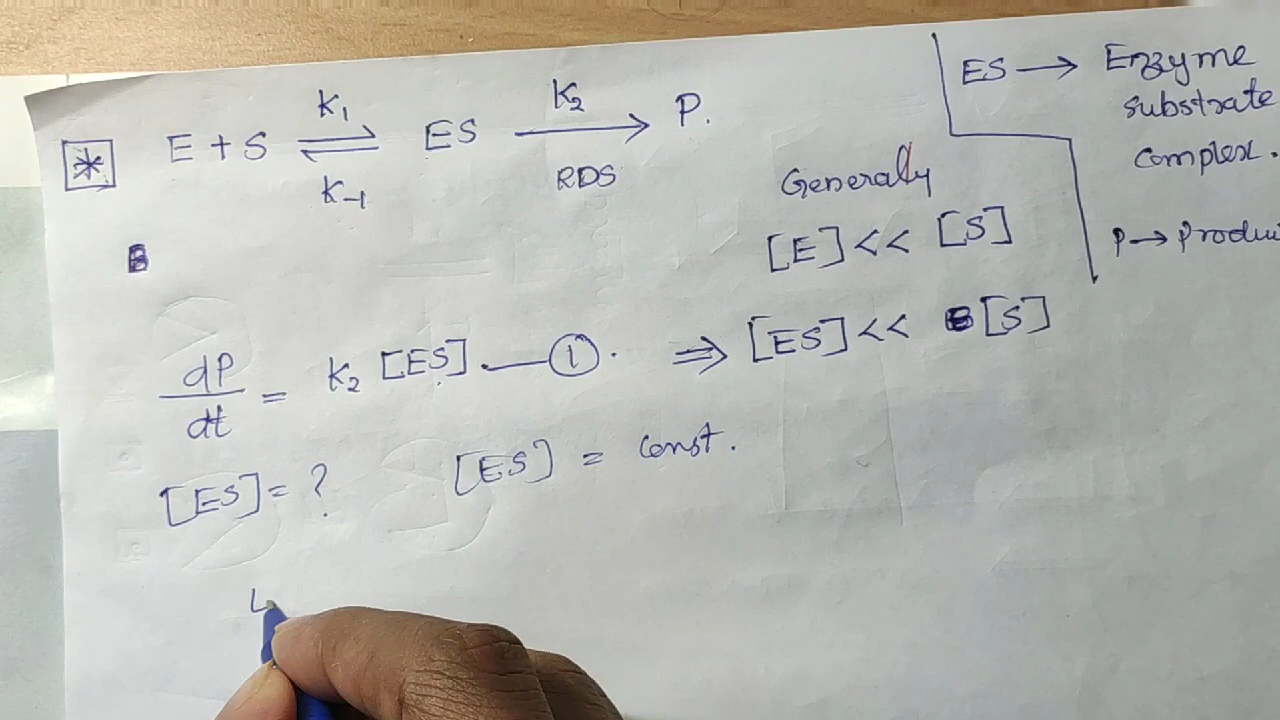 ES → Enzyme
substrate
complex.
P → Produ
K₁
* E + S ⇌ ES → P.
K₋₁
K₂
RDS
Generally
[E] << [S]
dP/dt = K₂ [ES]. —①. ⇒ [ES] << [S]
[ES] = ? [ES] = const.